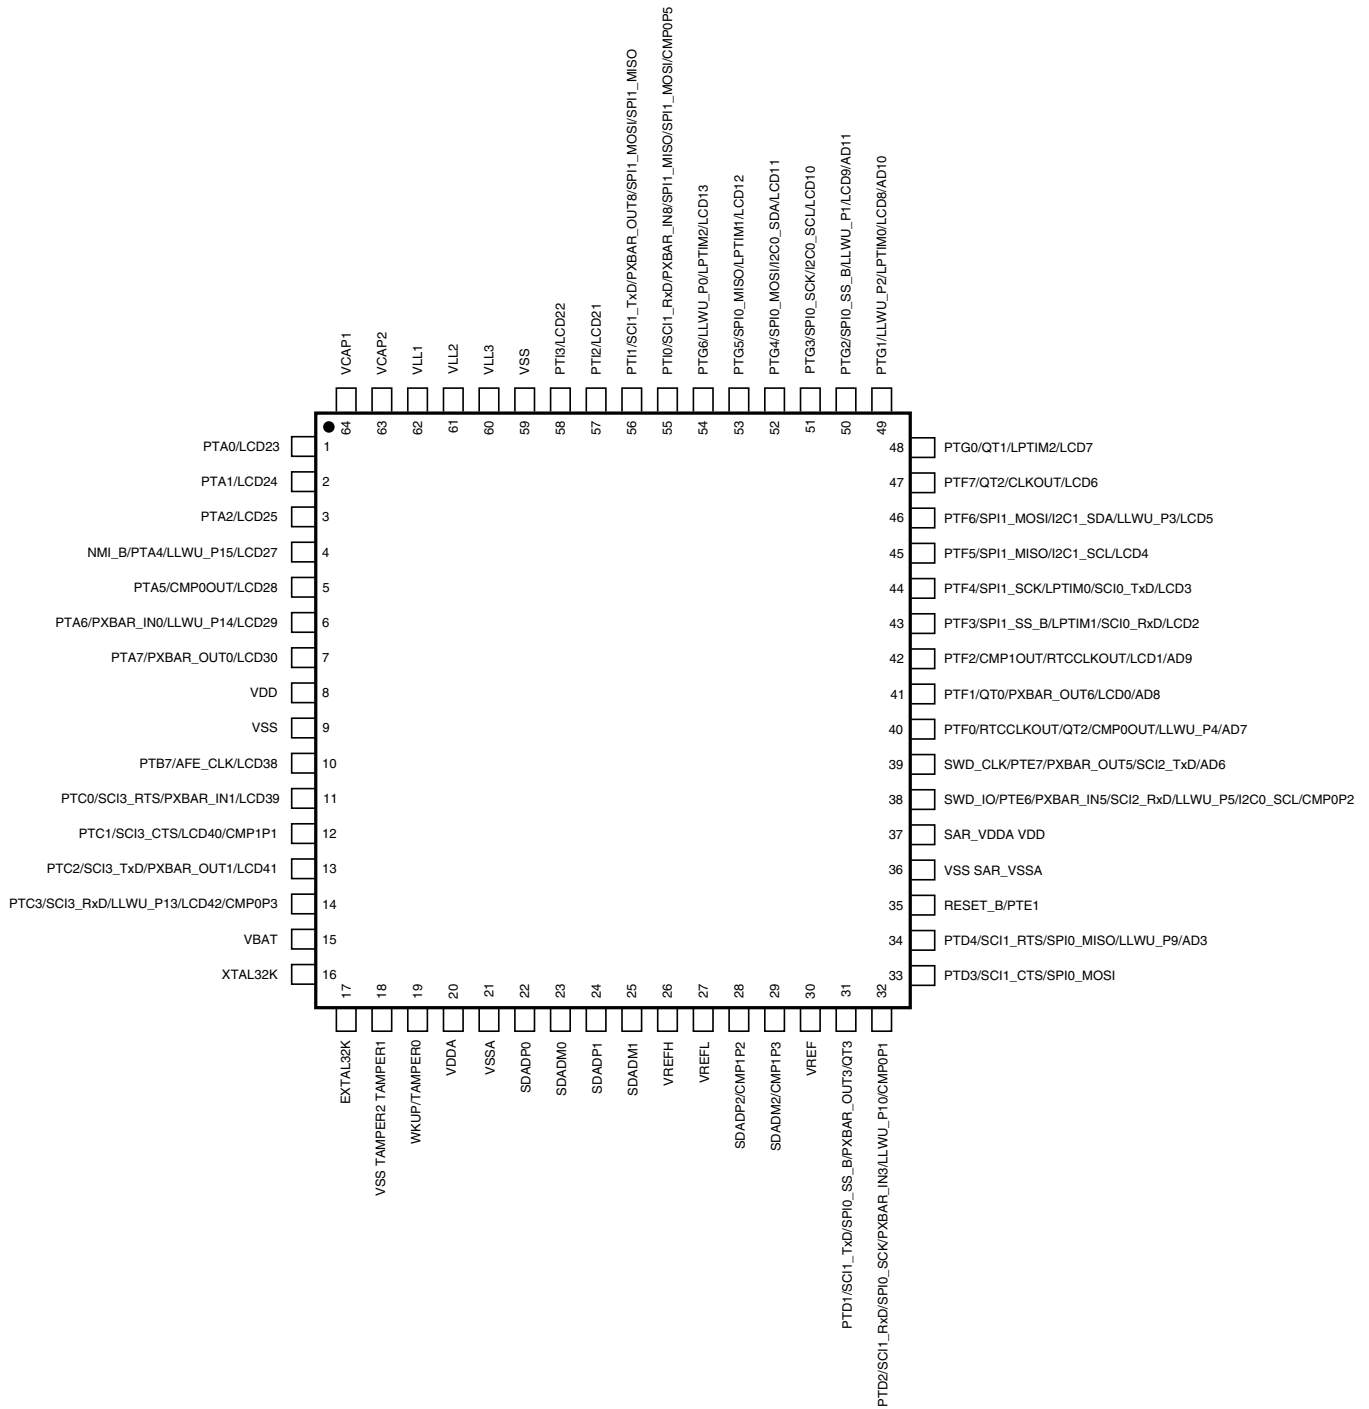 VCAP1
VCAP2
VLL1
VLL2
VLL3
VSS
PTI3/LCD22
PTI2/LCD21
PTI1/SCI1_TxD/PXBAR_OUT8/SPI1_MOSI/SPI1_MISO
PTI0/SCI1_RxD/PXBAR_IN8/SPI1_MISO/SPI1_MOSI/CMP0P5
PTG6/LLWU_P0/LPTIM2/LCD13
PTG5/SPI0_MISO/LPTIM1/LCD12
PTG4/SPI0_MOSI/I2C0_SDA/LCD11
PTG3/SPI0_SCK/I2C0_SCL/LCD10
PTG2/SPI0_SS_B/LLWU_P1/LCD9/AD11
PTG1/LLWU_P2/LPTIM0/LCD8/AD10
64
63
62
61
60
59
58
57
56
55
54
53
52
51
50
49
PTA0/LCD23 1
PTA1/LCD24 2
PTA2/LCD25 3
NMI_B/PTA4/LLWU_P15/LCD27 4
PTA5/CMP0OUT/LCD28 5
PTA6/PXBAR_IN0/LLWU_P14/LCD29 6
PTA7/PXBAR_OUT0/LCD30 7
VDD 8
VSS 9
PTB7/AFE_CLK/LCD38 10
PTC0/SCI3_RTS/PXBAR_IN1/LCD39 11
PTC1/SCI3_CTS/LCD40/CMP1P1 12
PTC2/SCI3_TxD/PXBAR_OUT1/LCD41 13
PTC3/SCI3_RxD/LLWU_P13/LCD42/CMP0P3 14
VBAT 15
XTAL32K 16
48 PTG0/QT1/LPTIM2/LCD7
47 PTF7/QT2/CLKOUT/LCD6
46 PTF6/SPI1_MOSI/I2C1_SDA/LLWU_P3/LCD5
45 PTF5/SPI1_MISO/I2C1_SCL/LCD4
44 PTF4/SPI1_SCK/LPTIM0/SCI0_TxD/LCD3
43 PTF3/SPI1_SS_B/LPTIM1/SCI0_RxD/LCD2
42 PTF2/CMP1OUT/RTCCLKOUT/LCD1/AD9
41 PTF1/QT0/PXBAR_OUT6/LCD0/AD8
40 PTF0/RTCCLKOUT/QT2/CMP0OUT/LLWU_P4/AD7
39 SWD_CLK/PTE7/PXBAR_OUT5/SCI2_TxD/AD6
38 SWD_IO/PTE6/PXBAR_IN5/SCI2_RxD/LLWU_P5/I2C0_SCL/CMP0P2
37 SAR_VDDA VDD
36 VSS SAR_VSSA
35 RESET_B/PTE1
34 PTD4/SCI1_RTS/SPI0_MISO/LLWU_P9/AD3
33 PTD3/SCI1_CTS/SPI0_MOSI
17
18
19
20
21
22
23
24
25
26
27
28
29
30
31
32
EXTAL32K
VSS TAMPER2 TAMPER1
WKUP/TAMPER0
VDDA
VSSA
SDADP0
SDADM0
SDADP1
SDADM1
VREFH
VREFL
SDADP2/CMP1P2
SDADM2/CMP1P3
VREF
PTD1/SCI1_TxD/SPI0_SS_B/PXBAR_OUT3/QT3
PTD2/SCI1_RxD/SPI0_SCK/PXBAR_IN3/LLWU_P10/CMP0P1